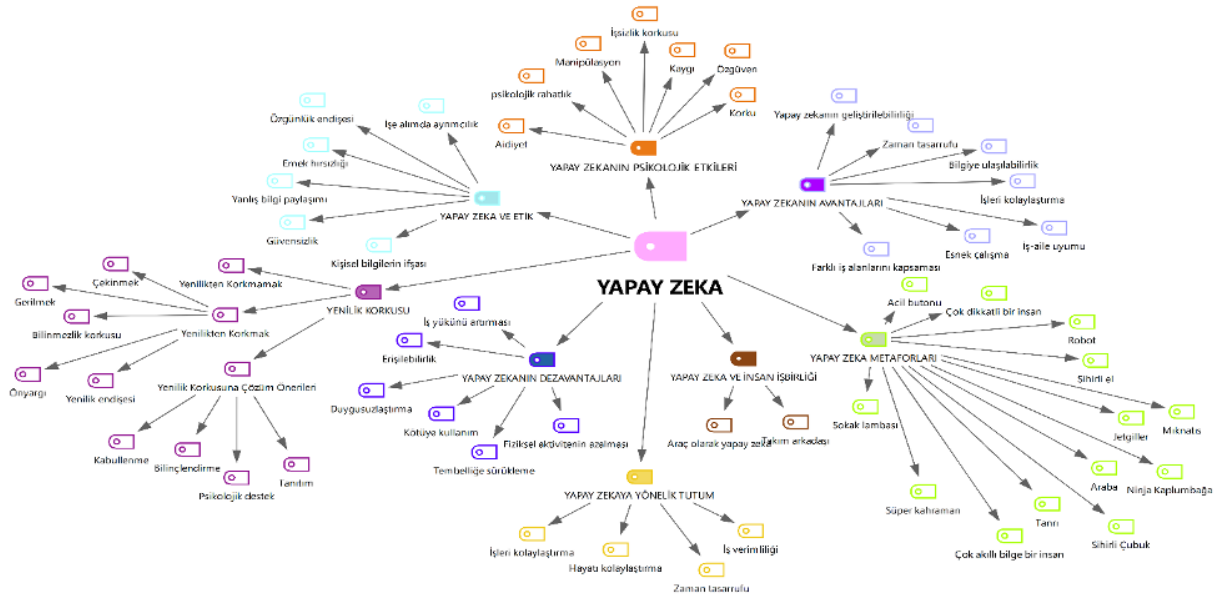 İşsizlik korkusu
Manipülasyon
Kaygı
Özgüven
psikolojik rahatlık
Korku
Aidiyet
YAPAY ZEKANIN PSİKOLOJİK ETKİLERİ
Özgünlük endişesi
İşe alımda ayrımcılık
Emek hırsızlığı
Yanlış bilgi paylaşımı
Güvensizlik
Kişisel bilgilerin ifşası
YAPAY ZEKA VE ETİK
Yapay zekanın geliştirilebilirliği
Zaman tasarrufu
Bilgiye ulaşılabilirlik
İşleri kolaylaştırma
İş-aile uyumu
Esnek çalışma
Farklı iş alanlarını kapsaması
YAPAY ZEKANIN AVANTAJLARI
YAPAY ZEKA
Çekinmek
Yenilikten Korkmamak
Gerilmek
Bilinmezlik korkusu
Yenilikten Korkmak
YENİLİK KORKUSU
Önyargı
Yenilik endişesi
Yenilik Korkusuna Çözüm Önerileri
Kabullenme
Bilinçlendirme
Psikolojik destek
Tanıtım
İş yükünü artırması
Erişilebilirlik
YAPAY ZEKANIN DEZAVANTAJLARI
Duygusuzlaştırma
Kötüye kullanım
Tembelliğe sürükleme
Fiziksel aktivitenin azalması
YAPAY ZEKA VE İNSAN İŞBİRLİĞİ
Araç olarak yapay zeka
Takım arkadaşı
YAPAY ZEKAYA YÖNELİK TUTUM
İşleri kolaylaştırma
Hayatı kolaylaştırma
Zaman tasarrufu
İş verimliliği
Acil butonu
Çok dikkatli bir insan
Robot
YAPAY ZEKA METAFORLARI
Sihirli el
Sokak lambası
Mıknatıs
Jetgiller
Ninja Kaplumbağa
Araba
Süper kahraman
Tanrı
Sihirli Çubuk
Çok akıllı bilge bir insan